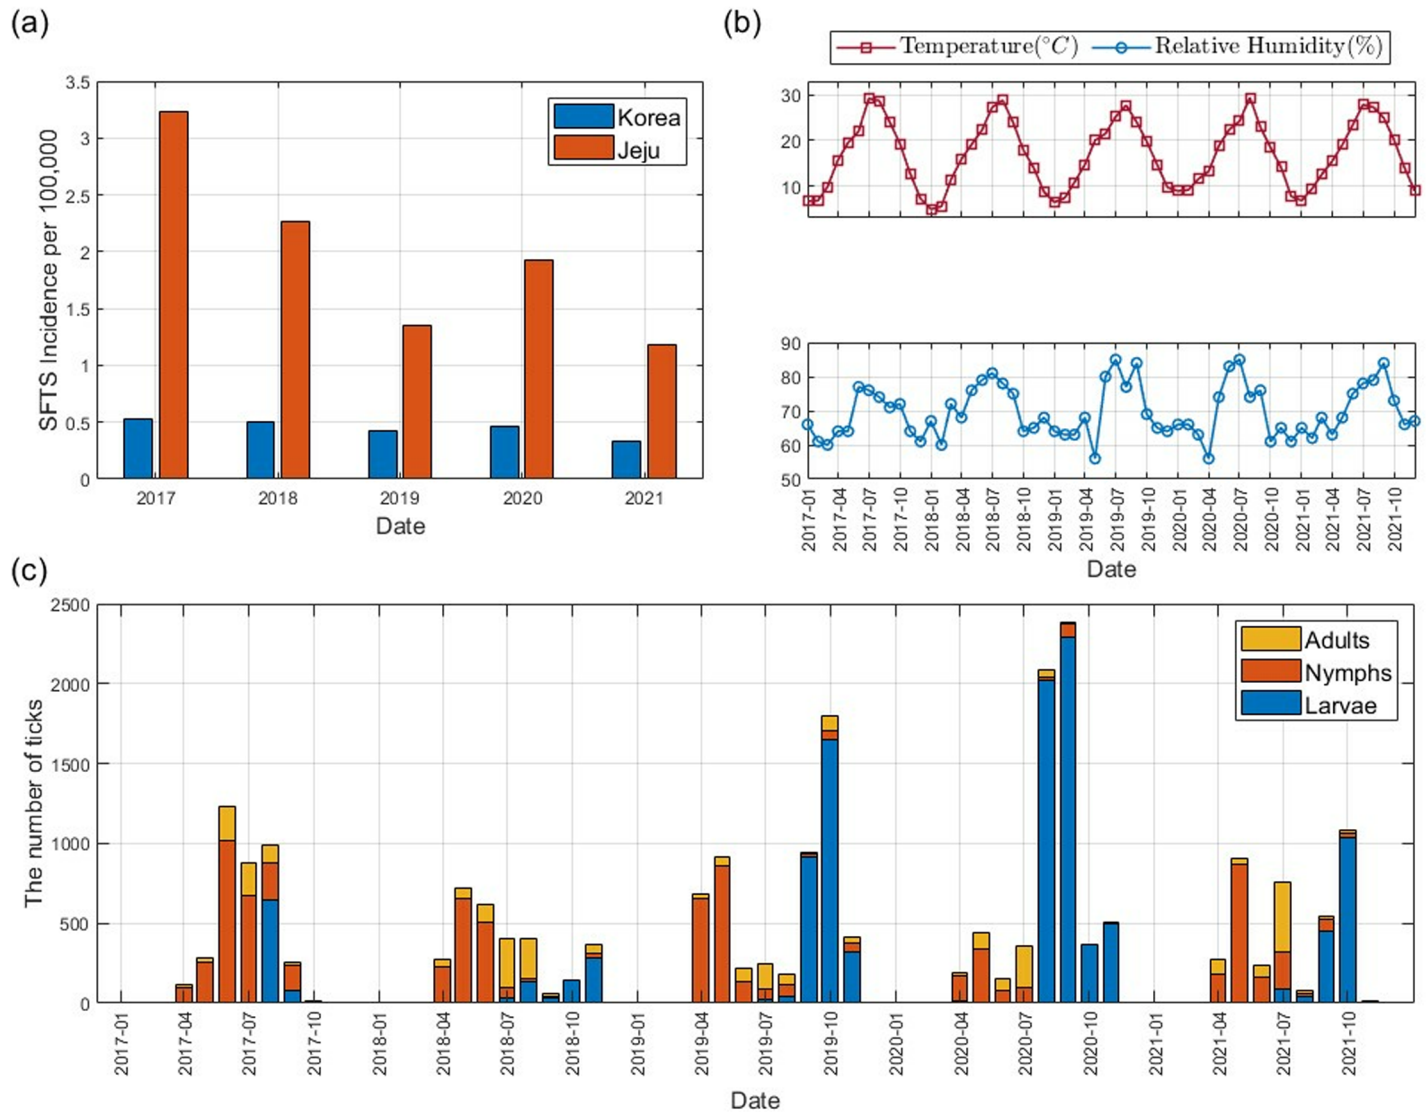 (a)
3.5
3
2.5
2
1.5
1
0.5
0
SFTS Incidence per 100,000
Korea
Jeju
2017 2018 2019 2020 2021
Date
(b)
Temperature(°C) Relative Humidity(%)
30
20
10
90
80
70
60
50
2017-01 2017-04 2017-07 2017-10 2018-01 2018-04 2018-07 2018-10 2019-01 2019-04 2019-07 2019-10 2020-01 2020-04 2020-07 2020-10 2021-01 2021-04 2021-07 2021-10
Date
(c)
2500
2000
1500
1000
500
0
The number of ticks
Adults
Nymphs
Larvae
2017-01 2017-04 2017-07 2017-10 2018-01 2018-04 2018-07 2018-10 2019-01 2019-04 2019-07 2019-10 2020-01 2020-04 2020-07 2020-10 2021-01 2021-04 2021-07 2021-10
Date